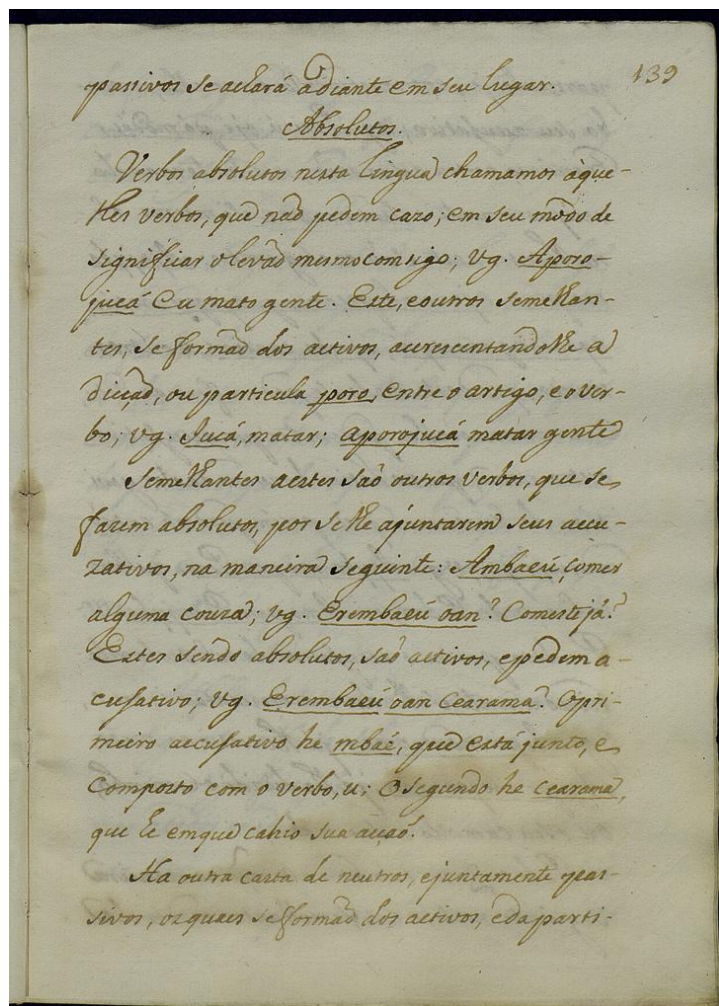 139
passivos se achará adiante em seu lugar.
Absolutos.
Verbos absolutos nesta lingua chamamos àque-
lles verbos, que naõ pedem cazo; em seu modo de
significar o levaõ mesmo comsigo; vg. Aporo-
jucá Eu mato gente. Este, e outros semelhan-
tes, se formaõ dos activos, accrescentandolhe a
dicçaõ, ou particula poro, entre o artigo, e o ver-
bo; vg. Jucá, matar; aporojucá matar gente
Semelhantes a estes saõ outros verbos, que se
fazem absolutos, por se lhe ajuntarem seus accu-
zativos, na maneira seguinte: Ambaeú, comer
alguma couza; vg. Erembaeú oan? Comeste já?
Estes sendo absolutos, saõ activos, e pedem a-
cusativo; vg. Erembaeú oan Cearama? O pri-
meiro accusativo he mbaé, que está junto, e
composto com o verbo, u: O segundo he Cearama,
que he em que cahio sua acçaõ.
Ha outra casta de neutros, e juntamente pas-
sivos, os quaes se formaõ dos activos, e da parti-